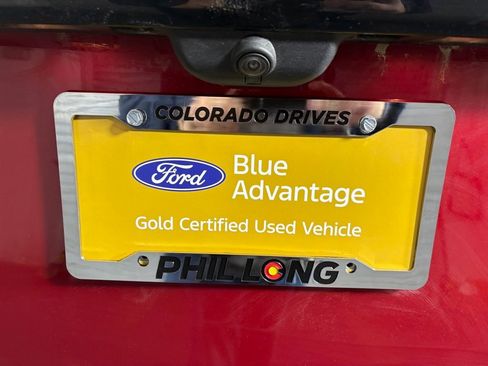 COLORADO DRIVES
Ford
Blue
Advantage
Gold Certified Used Vehicle
PHIL LONG